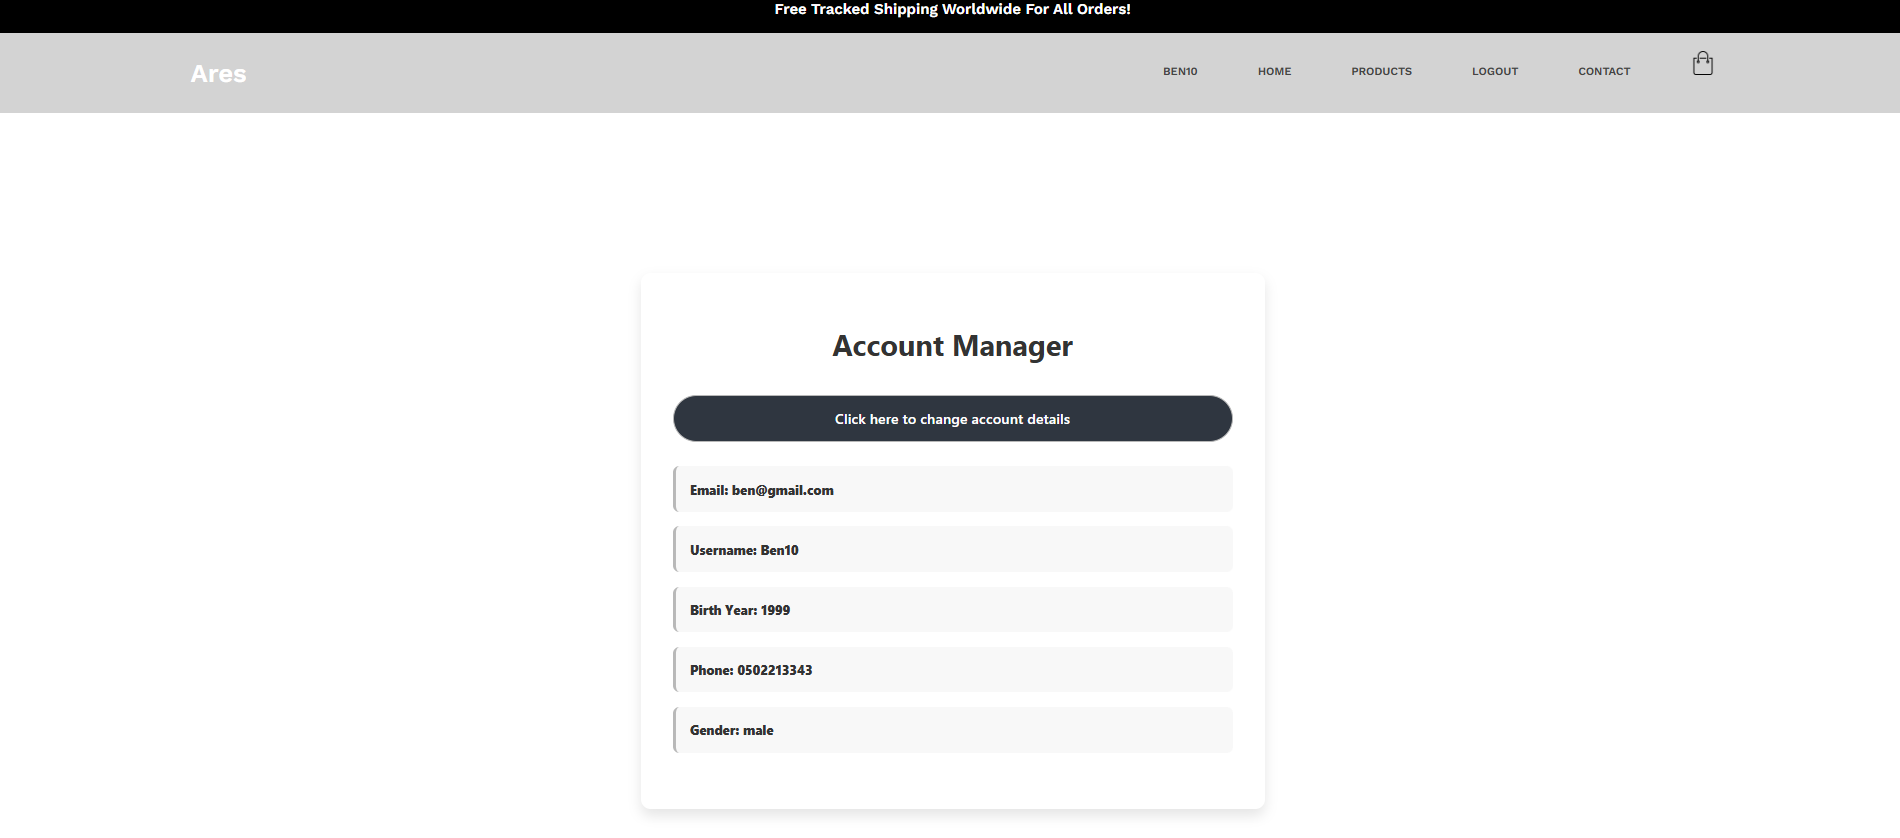 Free Tracked Shipping Worldwide For All Orders!
Ares
BEN10 HOME PRODUCTS LOGOUT CONTACT
Account Manager
Click here to change account details
Email: ben@gmail.com
Username: Ben10
Birth Year: 1999
Phone: 0502213343
Gender: male